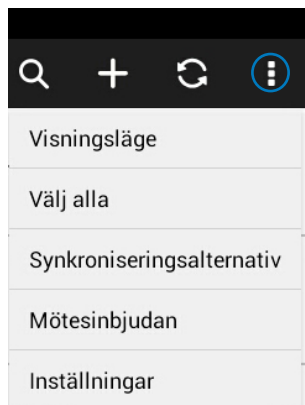 Visningsläge
Välj alla
Synkroniseringsalternativ
Mötesinbjudan
Inställningar